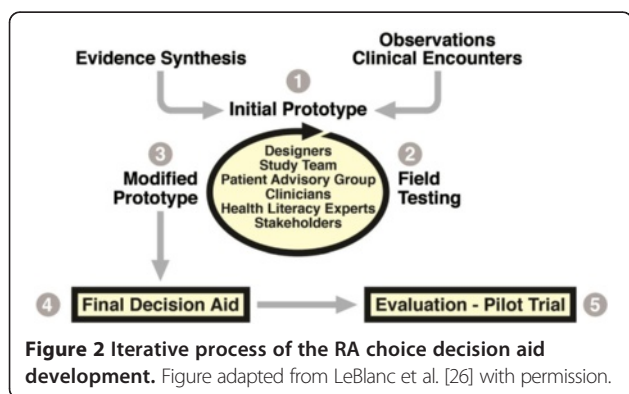 Evidence Synthesis
Observations
Clinical Encounters
1
Initial Prototype
Designers
Study Team
Patient Advisory Group
Clinicians
Health Literacy Experts
Stakeholders
2
Field
Testing
3
Modified
Prototype
4
Final Decision Aid
Evaluation - Pilot Trial
5
Figure 2 Iterative process of the RA choice decision aid
development. Figure adapted from LeBlanc et al. [26] with permission.